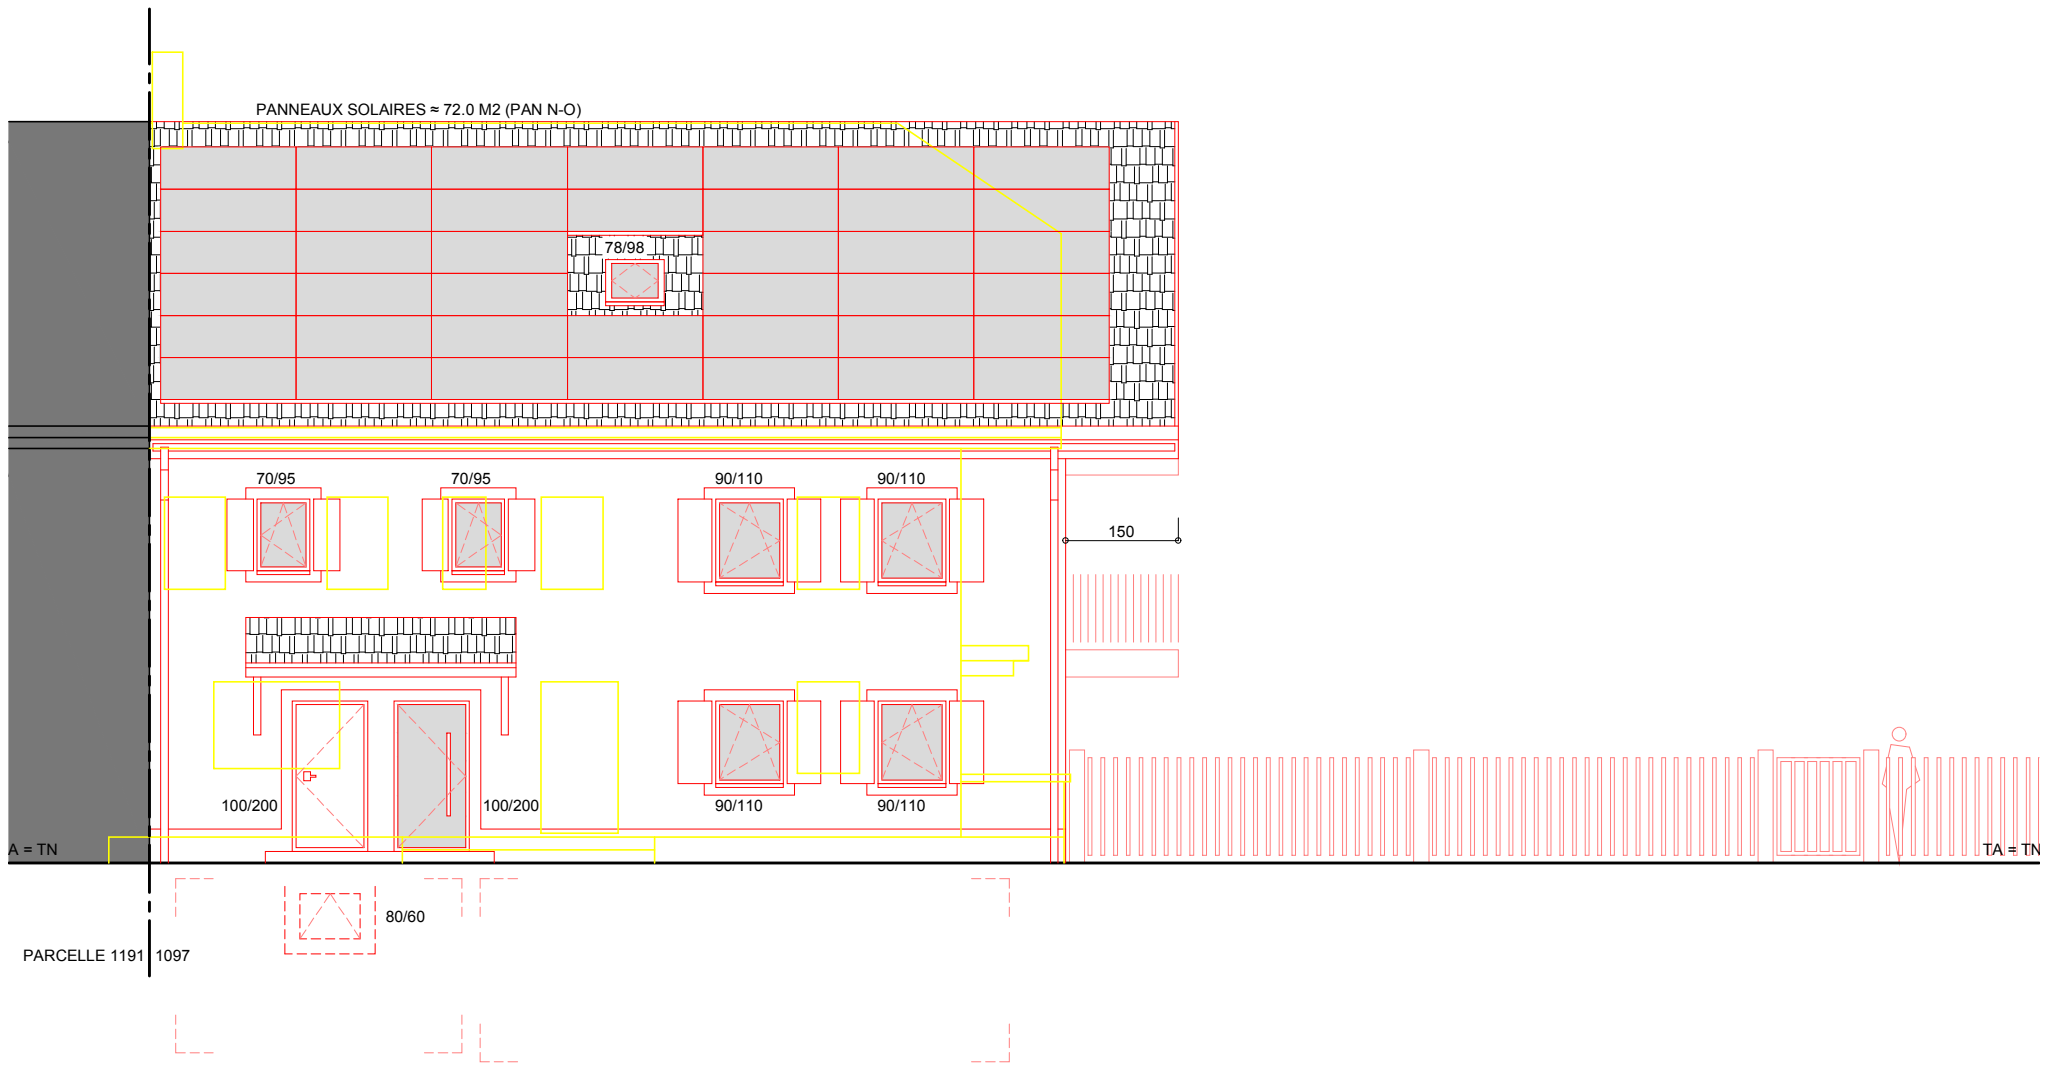 PANNEAUX SOLAIRES ≈ 72.0 M2 (PAN N-O)
78/98
70/95
70/95
90/110
90/110
150
100/200
100/200
90/110
90/110
A = TN
TA = TN
80/60
PARCELLE 1191 1097